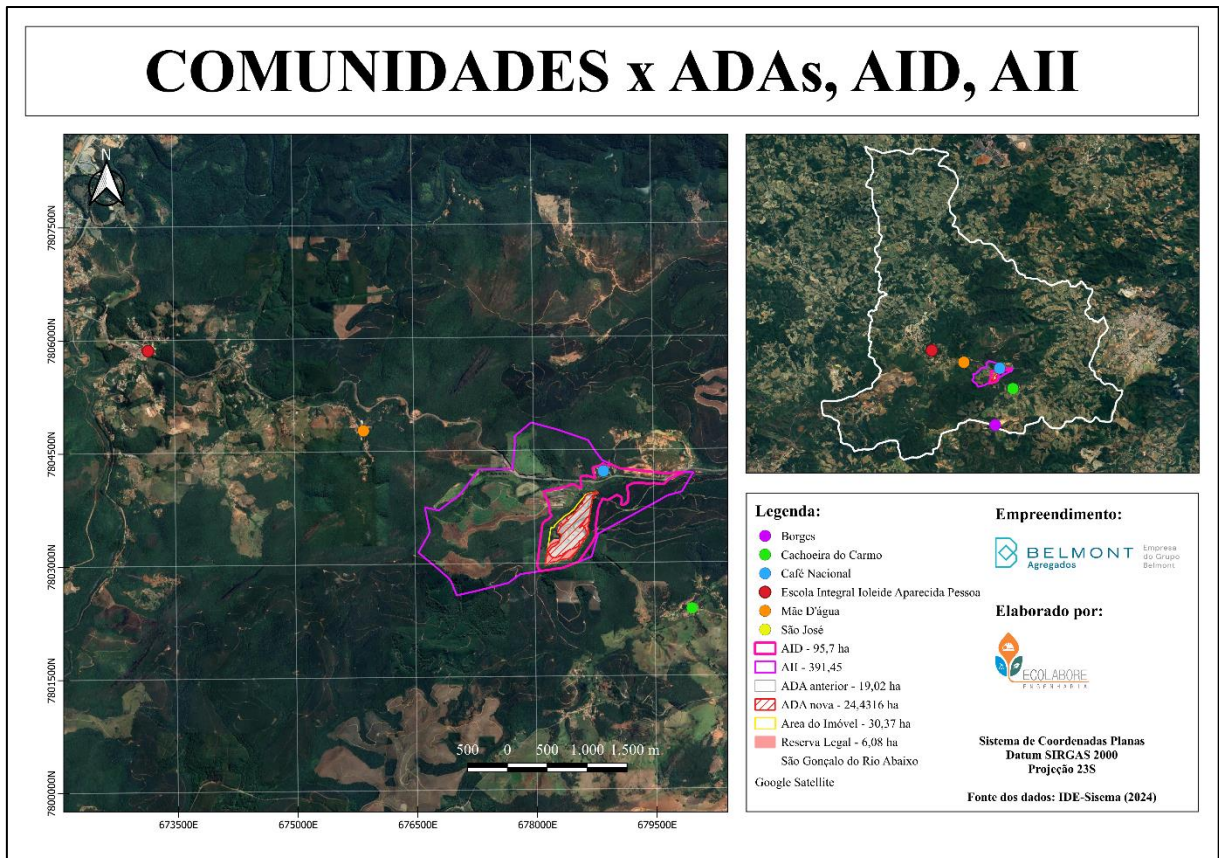 COMUNIDADES x ADAs, AID, AII
N
7807500N
7806000N
7804500N
7803000N
7801500N
7800000N
500 0 500 1.000 1.500 m
673500E 675000E 676500E 678000E 679500E
Legenda:
Borges
Cachoeira do Carmo
Café Nacional
Escola Integral Ioleide Aparecida Pessoa
Mãe D'água
São José
AID - 95,7 ha
AII - 391,45
ADA anterior - 19,02 ha
ADA nova - 24,4316 ha
Area do Imóvel - 30,37 ha
Reserva Legal - 6,08 ha
São Gonçalo do Rio Abaixo
Google Satellite
Empreendimento:
BELMONT
Agregados
Empresa
do Grupo
Belmont
Elaborado por:
ECOLABORE
ENGENHARIA
Sistema de Coordenadas Planas
Datum SIRGAS 2000
Projeção 23S
Fonte dos dados: IDE-Sisema (2024)